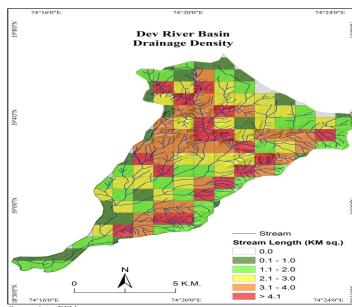 74°16'0"E 74°20'0"E 74°24'0"E
Dev River Basin
Drainage Density
Stream
Stream Length (KM sq.)
0.0
0.1 - 1.0
1.1 - 2.0
2.1 - 3.0
3.1 - 4.0
> 4.1
0 5 K.M.
N
74°16'0"E 74°20'0"E 74°24'0"E